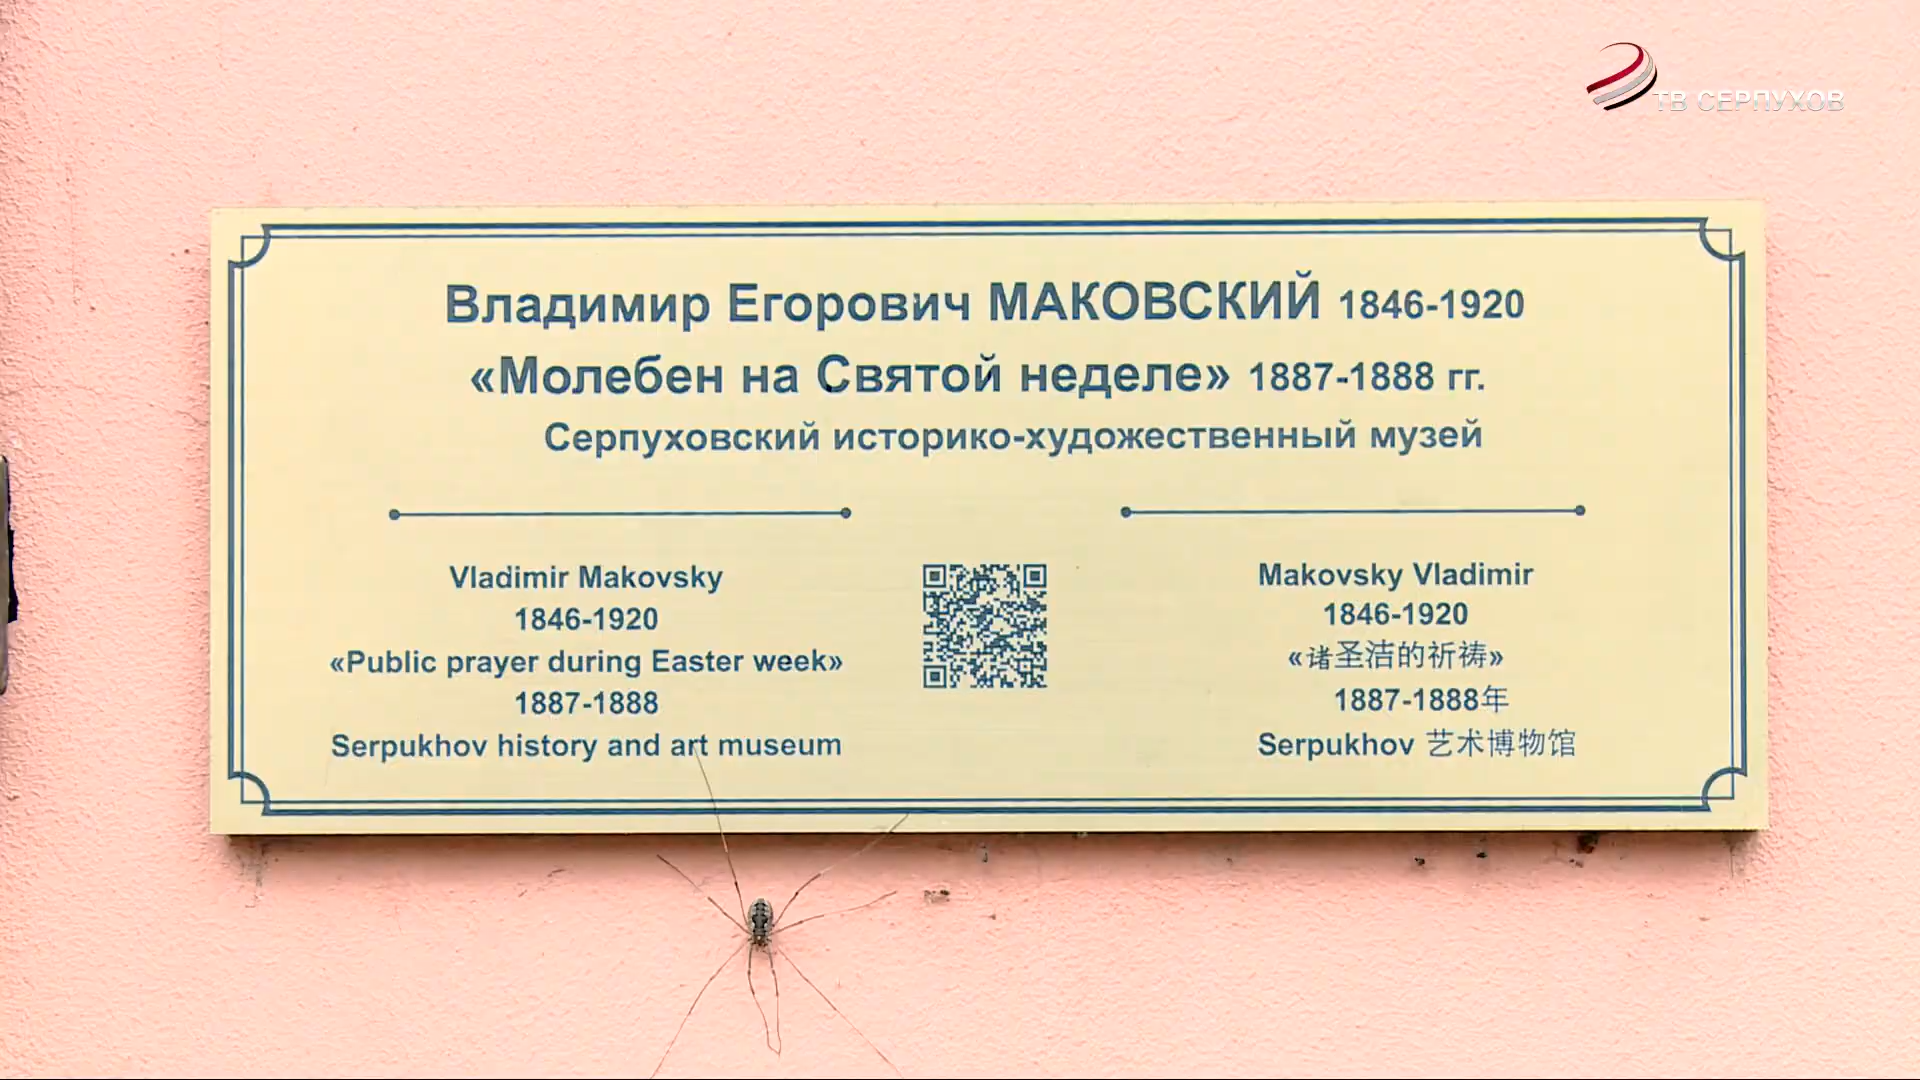 ТВ СЕРПУХОВ
Владимир Егорович МАКОВСКИЙ 1846-1920
«Молебен на Святой неделе» 1887-1888 гг.
Серпуховский историко-художественный музей
Vladimir Makovsky
1846-1920
«Public prayer during Easter week»
1887-1888
Serpukhov history and art museum
Makovsky Vladimir
1846-1920
«诸圣洁的祈祷»
1887-1888年
Serpukhov 艺术博物馆